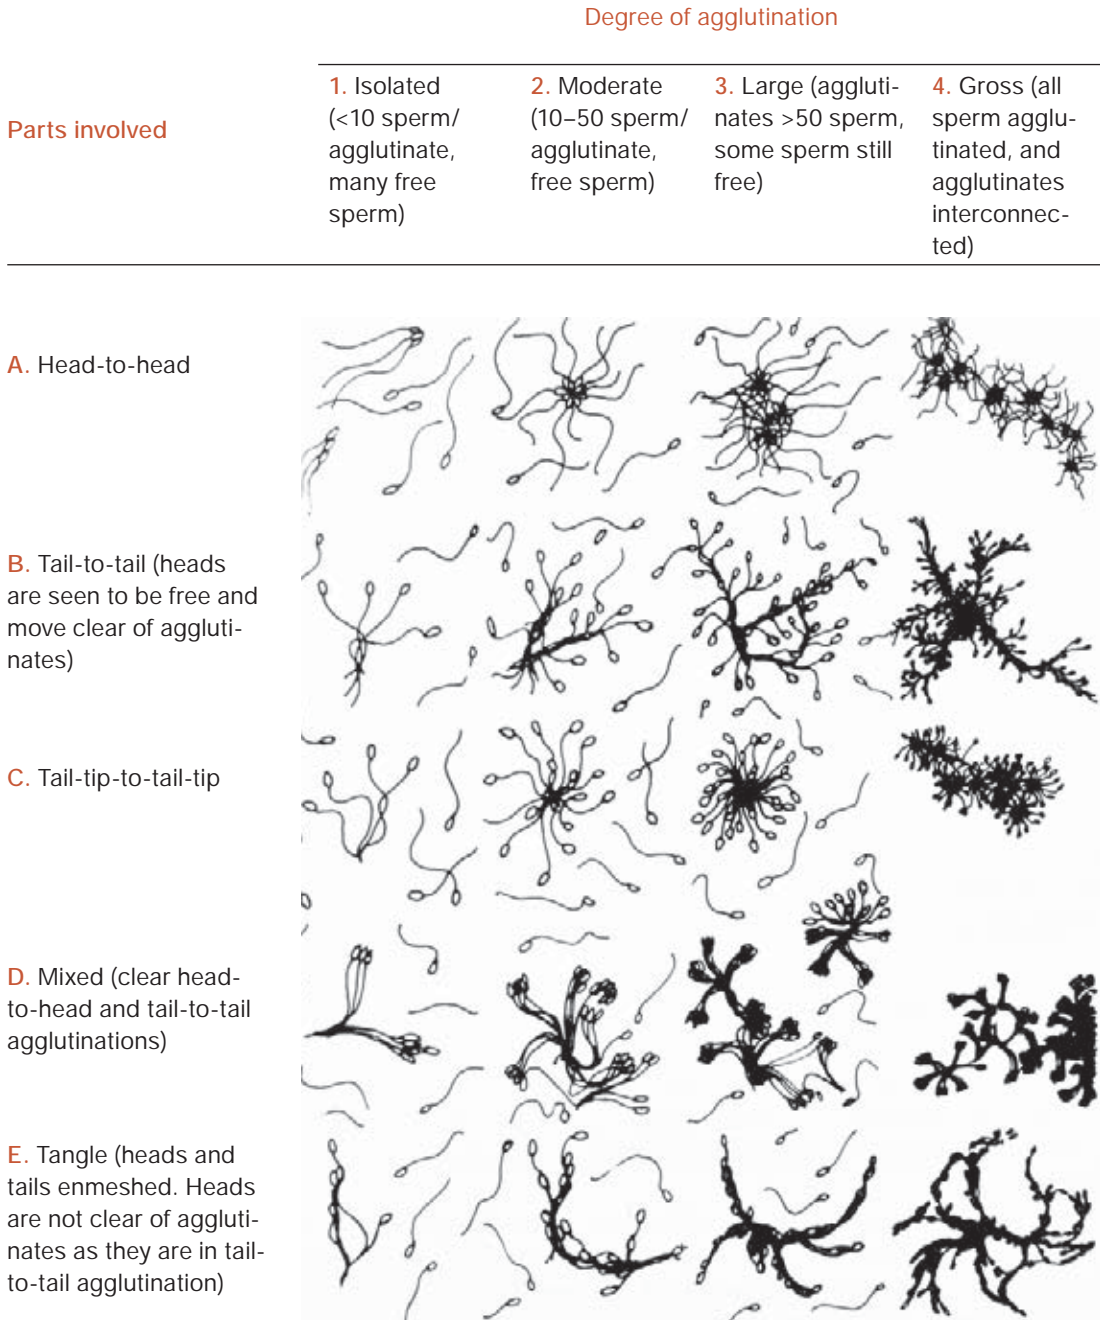 Degree of agglutination
Parts involved
1. Isolated
(<10 sperm/
agglutinate,
many free
sperm)
2. Moderate
(10–50 sperm/
agglutinate,
free sperm)
3. Large (aggluti-
nates >50 sperm,
some sperm still
free)
4. Gross (all
sperm agglu-
tinated, and
agglutinates
interconnec-
ted)
A. Head-to-head
B. Tail-to-tail (heads
are seen to be free and
move clear of aggluti-
nates)
C. Tail-tip-to-tail-tip
D. Mixed (clear head-
to-head and tail-to-tail
agglutinations)
E. Tangle (heads and
tails enmeshed. Heads
are not clear of aggluti-
nates as they are in tail-
to-tail agglutination)